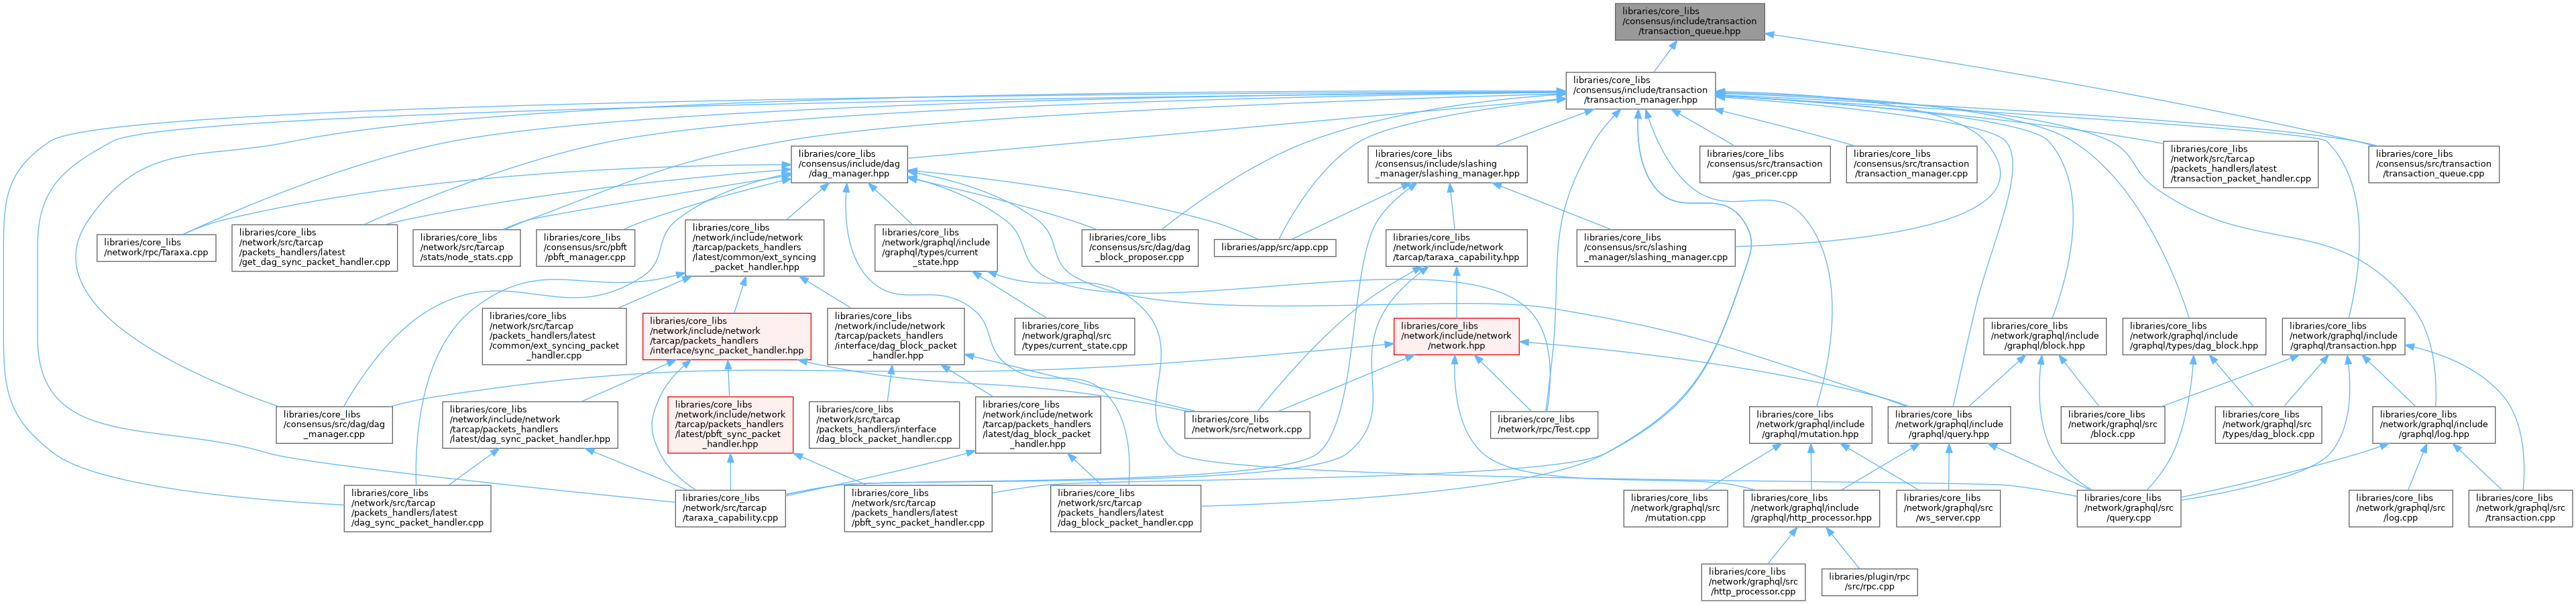 libraries/core_libs
/consensus/include/transaction
/transaction_queue.hpp
libraries/core_libs
/consensus/include/transaction
/transaction_manager.hpp
libraries/core_libs
/consensus/include/dag
/dag_manager.hpp
libraries/core_libs
/consensus/include/slashing
_manager/slashing_manager.hpp
libraries/core_libs
/consensus/src/transaction
/gas_pricer.cpp
libraries/core_libs
/consensus/src/transaction
/transaction_manager.cpp
libraries/core_libs
/network/src/tarcap
/packets_handlers/latest
/transaction_packet_handler.cpp
libraries/core_libs
/consensus/src/transaction
/transaction_queue.cpp
libraries/core_libs
/network/rpc/Taraxa.cpp
libraries/core_libs
/network/src/tarcap
/packets_handlers/latest
/get_dag_sync_packet_handler.cpp
libraries/core_libs
/network/src/tarcap
/stats/node_stats.cpp
libraries/core_libs
/consensus/src/pbft
/pbft_manager.cpp
libraries/core_libs
/network/include/network
/tarcap/packets_handlers
/latest/common/ext_syncing
_packet_handler.hpp
libraries/core_libs
/network/graphql/include
/graphql/types/current
_state.hpp
libraries/core_libs
/consensus/src/dag/dag
_block_proposer.cpp
libraries/app/src/app.cpp
libraries/core_libs
/network/include/network
/tarcap/taraxa_capability.hpp
libraries/core_libs
/consensus/src/slashing
_manager/slashing_manager.cpp
libraries/core_libs
/network/src/tarcap
/packets_handlers/latest
/common/ext_syncing_packet
_handler.cpp
libraries/core_libs
/network/include/network
/tarcap/packets_handlers
/interface/sync_packet_handler.hpp
libraries/core_libs
/network/include/network
/tarcap/packets_handlers
/interface/dag_block_packet
_handler.hpp
libraries/core_libs
/network/graphql/src
/types/current_state.cpp
libraries/core_libs
/network/include/network
/network.hpp
libraries/core_libs
/network/graphql/include
/graphql/block.hpp
libraries/core_libs
/network/graphql/include
/graphql/types/dag_block.hpp
libraries/core_libs
/network/graphql/include
/graphql/transaction.hpp
libraries/core_libs
/consensus/src/dag/dag
_manager.cpp
libraries/core_libs
/network/include/network
/tarcap/packets_handlers
/latest/dag_sync_packet_handler.hpp
libraries/core_libs
/network/include/network
/tarcap/packets_handlers
/latest/pbft_sync_packet
_handler.hpp
libraries/core_libs
/network/src/tarcap
/packets_handlers/interface
/dag_block_packet_handler.cpp
libraries/core_libs
/network/include/network
/tarcap/packets_handlers
/latest/dag_block_packet
_handler.hpp
libraries/core_libs
/network/src/network.cpp
libraries/core_libs
/network/rpc/Test.cpp
libraries/core_libs
/network/graphql/include
/graphql/mutation.hpp
libraries/core_libs
/network/graphql/include
/graphql/query.hpp
libraries/core_libs
/network/graphql/src
/block.cpp
libraries/core_libs
/network/graphql/src
/types/dag_block.cpp
libraries/core_libs
/network/graphql/include
/graphql/log.hpp
libraries/core_libs
/network/src/tarcap
/packets_handlers/latest
/dag_sync_packet_handler.cpp
libraries/core_libs
/network/src/tarcap
/taraxa_capability.cpp
libraries/core_libs
/network/src/tarcap
/packets_handlers/latest
/pbft_sync_packet_handler.cpp
libraries/core_libs
/network/src/tarcap
/packets_handlers/latest
/dag_block_packet_handler.cpp
libraries/core_libs
/network/graphql/src
/mutation.cpp
libraries/core_libs
/network/graphql/include
/graphql/http_processor.hpp
libraries/core_libs
/network/graphql/src
/ws_server.cpp
libraries/core_libs
/network/graphql/src
/query.cpp
libraries/core_libs
/network/graphql/src
/log.cpp
libraries/core_libs
/network/graphql/src
/transaction.cpp
libraries/core_libs
/network/graphql/src
/http_processor.cpp
libraries/plugin/rpc
/src/rpc.cpp